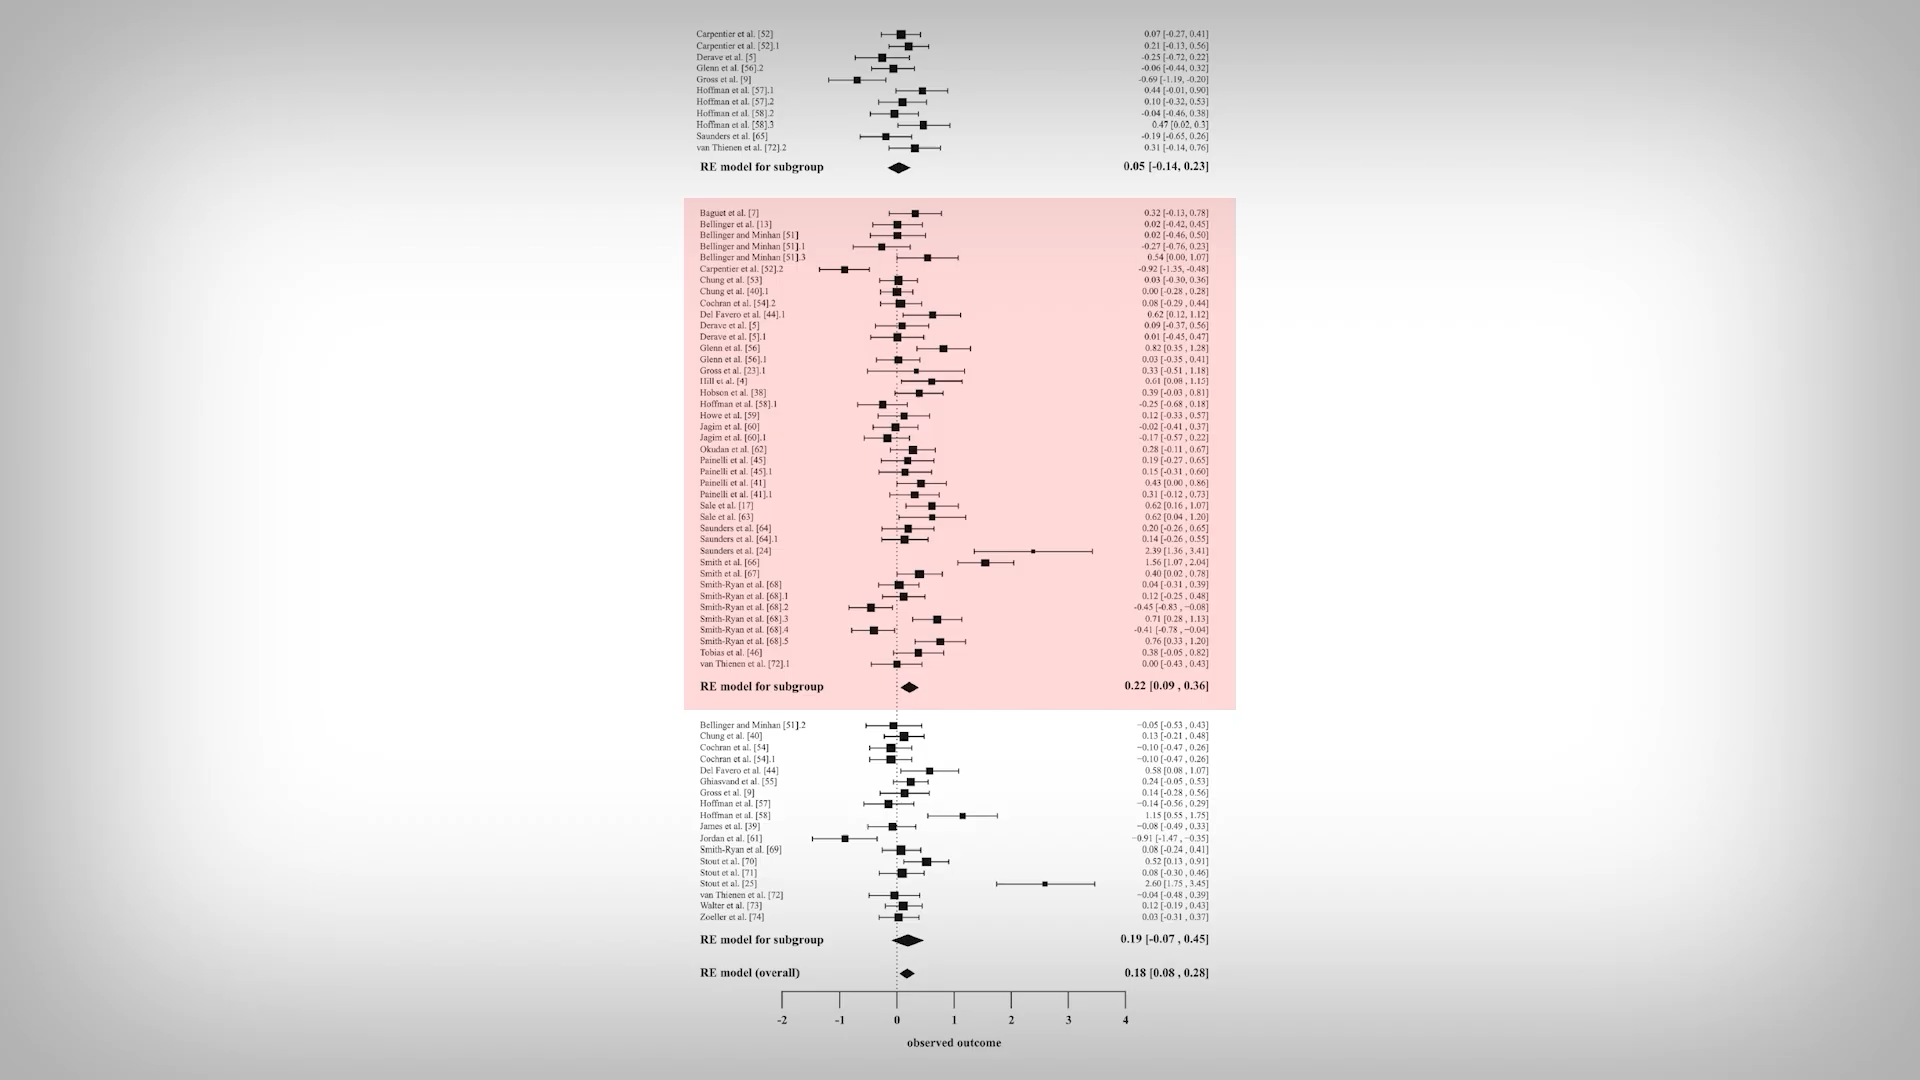 Carpentier et al. [52] 0.07 [-0.27, 0.41]
Carpentier et al. [52].1 0.21 [-0.13, 0.56]
Derave et al. [5] -0.25 [-0.72, 0.22]
Glenn et al. [56].2 -0.06 [-0.44, 0.32]
Gross et al. [9] -0.69 [-1.19, -0.20]
Hoffman et al. [57].1 0.44 [-0.01, 0.90]
Hoffman et al. [57].2 0.10 [-0.32, 0.53]
Hoffman et al. [58].2 -0.04 [-0.46, 0.38]
Hoffman et al. [58].3 0.47 [0.02, 0.3]
Saunders et al. [65] -0.19 [-0.65, 0.26]
van Thienen et al. [72].2 0.31 [-0.14, 0.76]
RE model for subgroup 0.05 [-0.14, 0.23]
Baguet et al. [7] 0.32 [-0.13, 0.78]
Bellinger et al. [13] 0.02 [-0.42, 0.45]
Bellinger and Minhan [51] 0.02 [-0.46, 0.50]
Bellinger and Minhan [51].1 -0.27 [-0.76, 0.23]
Bellinger and Minhan [51].3 0.54 [0.00, 1.07]
Carpentier et al. [52].2 -0.92 [-1.35, -0.48]
Chung et al. [53] 0.03 [-0.30, 0.36]
Chung et al. [40].1 0.00 [-0.28 , 0.28]
Cochran et al. [54].2 0.08 [-0.29 , 0.44]
Del Favero et al. [44].1 0.62 [0.12, 1.12]
Derave et al. [5] 0.09 [-0.37, 0.56]
Derave et al. [5].1 0.01 [-0.45, 0.47]
Glenn et al. [56] 0.82 [0.35 , 1.28]
Glenn et al. [56].1 0.03 [-0.35 , 0.41]
Gross et al. [23].1 0.33 [-0.51 , 1.18]
Hill et al. [4] 0.61 [0.08 , 1.15]
Hobson et al. [38] 0.39 [-0.03 , 0.81]
Hoffman et al. [58].1 -0.25 [-0.68 , 0.18]
Howe et al. [59] 0.12 [-0.33 , 0.57]
Jagim et al. [60] -0.02 [-0.41 , 0.37]
Jagim et al. [60].1 -0.17 [-0.57 , 0.22]
Okudan et al. [62] 0.28 [-0.11 , 0.67]
Painelli et al. [45] 0.19 [-0.27 , 0.65]
Painelli et al. [45].1 0.15 [-0.31 , 0.60]
Painelli et al. [41] 0.43 [0.00 , 0.86]
Painelli et al. [41].1 0.31 [-0.12 , 0.73]
Sale et al. [17] 0.62 [0.16 , 1.07]
Sale et al. [63] 0.62 [0.04 , 1.20]
Saunders et al. [64] 0.20 [-0.26 , 0.65]
Saunders et al. [64].1 0.14 [-0.26 , 0.55]
Saunders et al. [24] 2.39 [1.36 , 3.41]
Smith et al. [66] 1.56 [1.07 , 2.04]
Smith et al. [67] 0.40 [0.02 , 0.78]
Smith-Ryan et al. [68] 0.04 [-0.31 , 0.39]
Smith-Ryan et al. [68].1 0.12 [-0.25 , 0.48]
Smith-Ryan et al. [68].2 -0.45 [-0.83 , −0.08]
Smith-Ryan et al. [68].3 0.71 [0.28 , 1.13]
Smith-Ryan et al. [68].4 -0.41 [-0.78 , −0.04]
Smith-Ryan et al. [68].5 0.76 [0.33 , 1.20]
Tobias et al. [46] 0.38 [-0.05 , 0.82]
van Thienen et al. [72].1 0.00 [-0.43 , 0.43]
RE model for subgroup 0.22 [0.09 , 0.36]
Bellinger and Minhan [51].2 −0.05 [-0.53 , 0.43]
Chung et al. [40] 0.13 [-0.21 , 0.48]
Cochran et al. [54] −0.10 [-0.47 , 0.26]
Cochran et al. [54].1 −0.10 [-0.47 , 0.26]
Del Favero et al. [44] 0.58 [0.08 , 1.07]
Ghiasvand et al. [55] 0.24 [-0.05 , 0.53]
Gross et al. [9] 0.14 [-0.28 , 0.56]
Hoffman et al. [57] −0.14 [-0.56 , 0.29]
Hoffman et al. [58] 1.15 [0.55 , 1.75]
James et al. [39] −0.08 [-0.49 , 0.33]
Jordan et al. [61] −0.91 [-1.47 , −0.35]
Smith-Ryan et al. [69] 0.08 [-0.24 , 0.41]
Stout et al. [70] 0.52 [0.13 , 0.91]
Stout et al. [71] 0.08 [-0.30 , 0.46]
Stout et al. [25] 2.60 [1.75 , 3.45]
van Thienen et al. [72] −0.04 [-0.48 , 0.39]
Walter et al. [73] 0.12 [-0.19 , 0.43]
Zoeller et al. [74] 0.03 [-0.31 , 0.37]
RE model for subgroup 0.19 [-0.07 , 0.45]
RE model (overall) 0.18 [0.08 , 0.28]
-2 -1 0 1 2 3 4
observed outcome